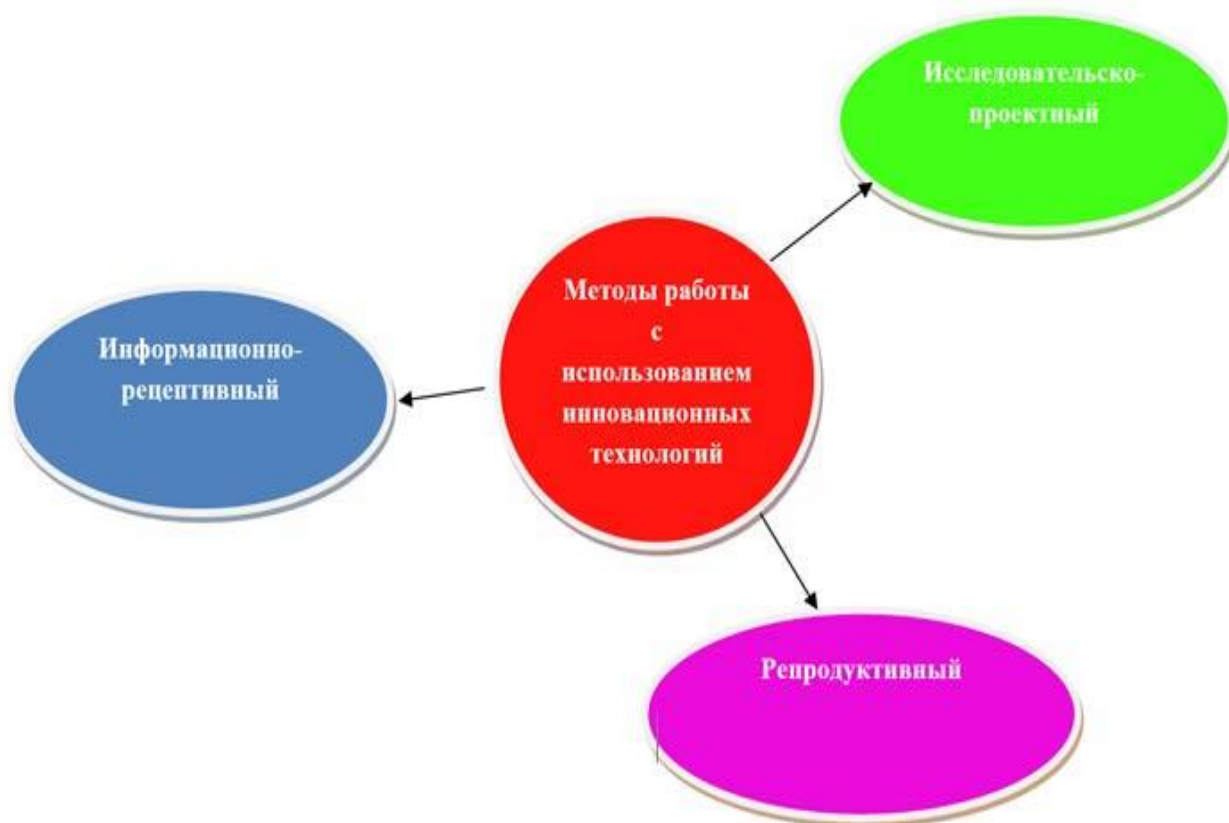 Исследовательско-
проектный
Методы работы
с
использованием
инновационных
технологий
Информационно-
рецептивный
Репродуктивный